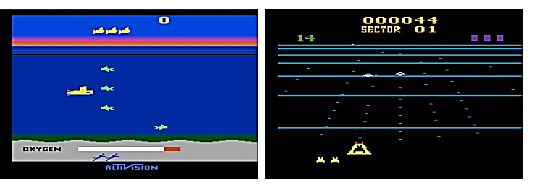 0
OXYGEN
ACTIVISION
000044
SECTOR 01
14